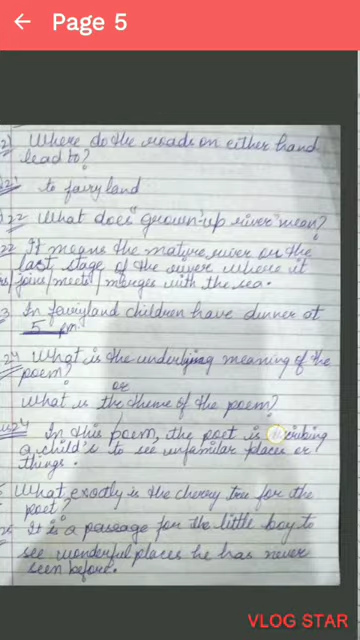 Page 5
Where do the roads on either hand
lead to?
to fairyland
22 What does "grown-up river" mean?
22 It means the mature river or the
last stage of the river where it
joins/meets/merges with the sea.
3 In fairyland children have dinner at
5 pm.
24 What is the underlying meaning of the
poem?
or
What is the theme of the poem?
In this poem, the poet is
a child's to see unfamiliar places or
things.
What exactly is the cherry tree for the
poet?
It is a passage for the little boy to
see wonderful places he has never
seen before.
VLOG STAR